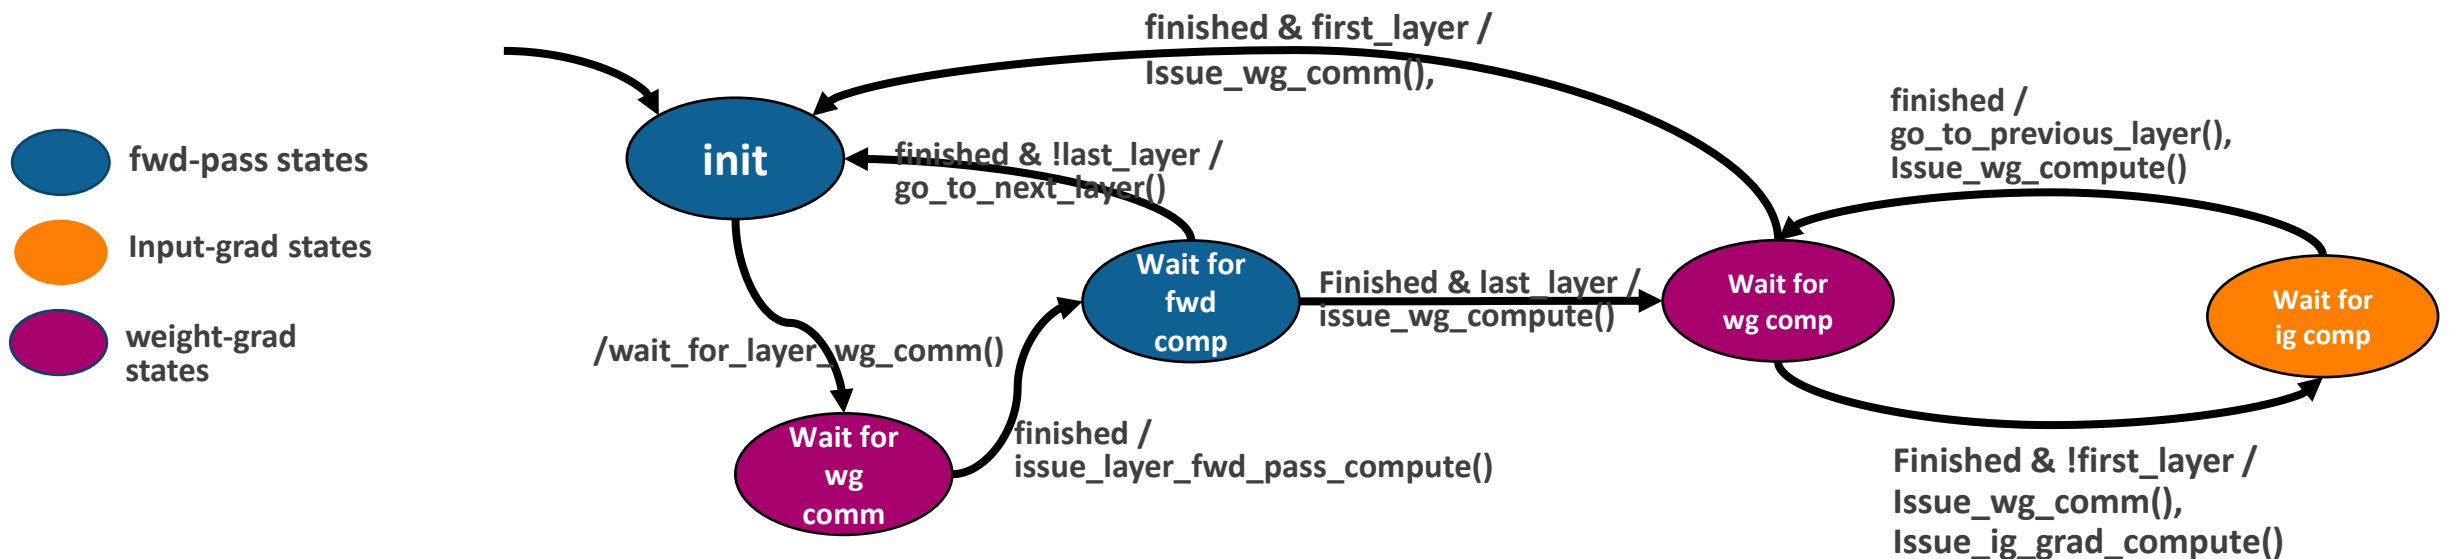 finished & first_layer /
Issue_wg_comm(),
finished /
go_to_previous_layer(),
Issue_wg_compute()
fwd-pass states
Input-grad states
weight-grad
states
init
finished & !last_layer /
go_to_next_layer()
Wait for
fwd
comp
Finished & last_layer /
issue_wg_compute()
Wait for
wg comp
Wait for
ig comp
/wait_for_layer_wg_comm()
Wait for
wg
comm
finished /
issue_layer_fwd_pass_compute()
Finished & !first_layer /
Issue_wg_comm(),
Issue_ig_grad_compute()